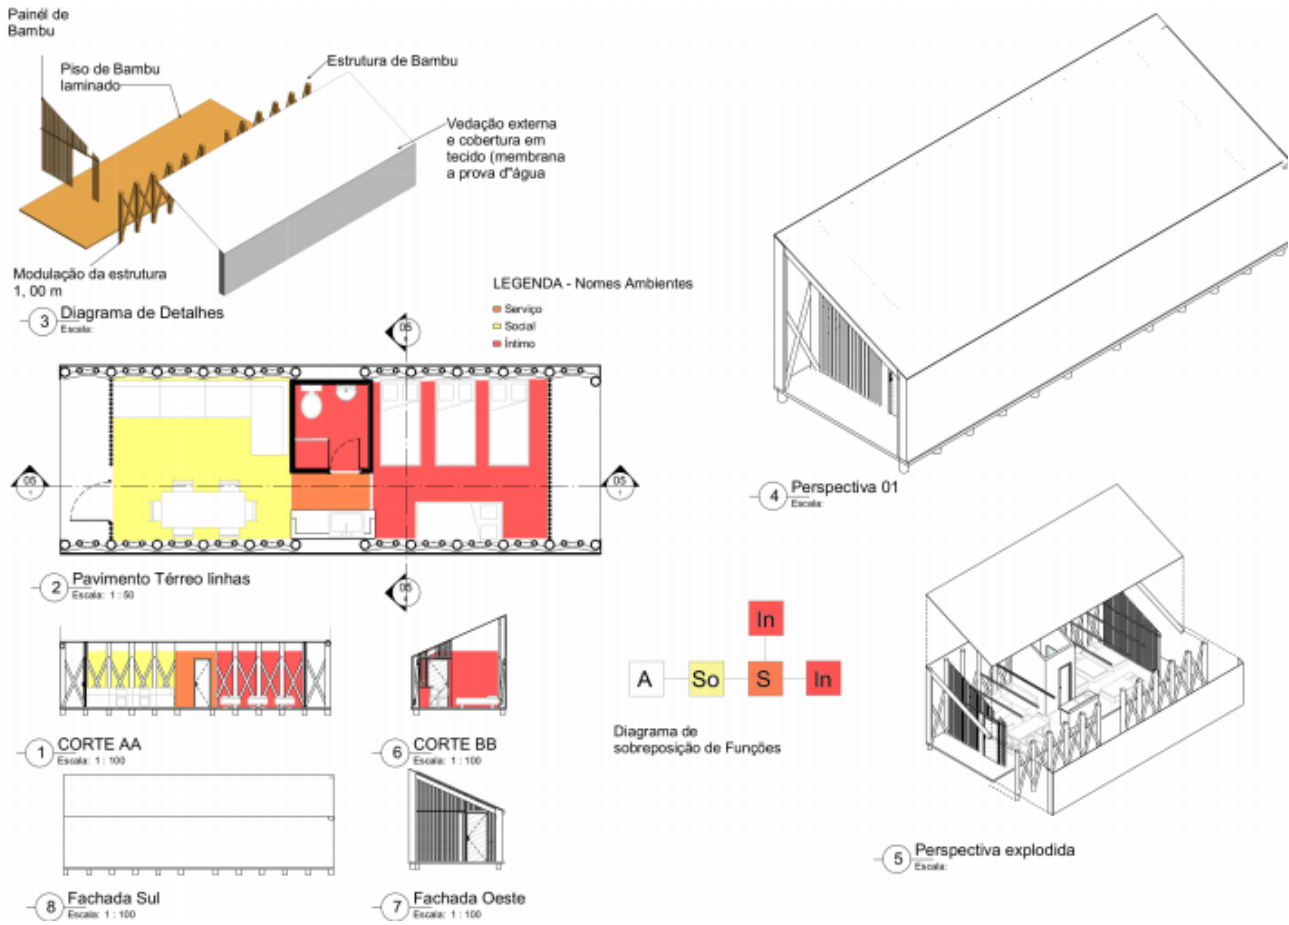 Painél de
Bambu
Piso de Bambu
laminado
Estrutura de Bambu
Vedação externa
e cobertura em
tecido (membrana
a prova d"água
Modulação da estrutura
1, 00 m
3
Diagrama de Detalhes
Escala:
LEGENDA - Nomes Ambientes
Serviço
Social
Íntimo
05
05
1
05
1
05
2
Pavimento Térreo linhas
Escala: 1 : 50
4
Perspectiva 01
Escala:
1
CORTE AA
Escala: 1 : 100
6
CORTE BB
Escala: 1 : 100
In
A
So
S
In
Diagrama de
sobreposição de Funções
5
Perspectiva explodida
Escala:
8
Fachada Sul
Escala: 1 : 100
7
Fachada Oeste
Escala: 1 : 100